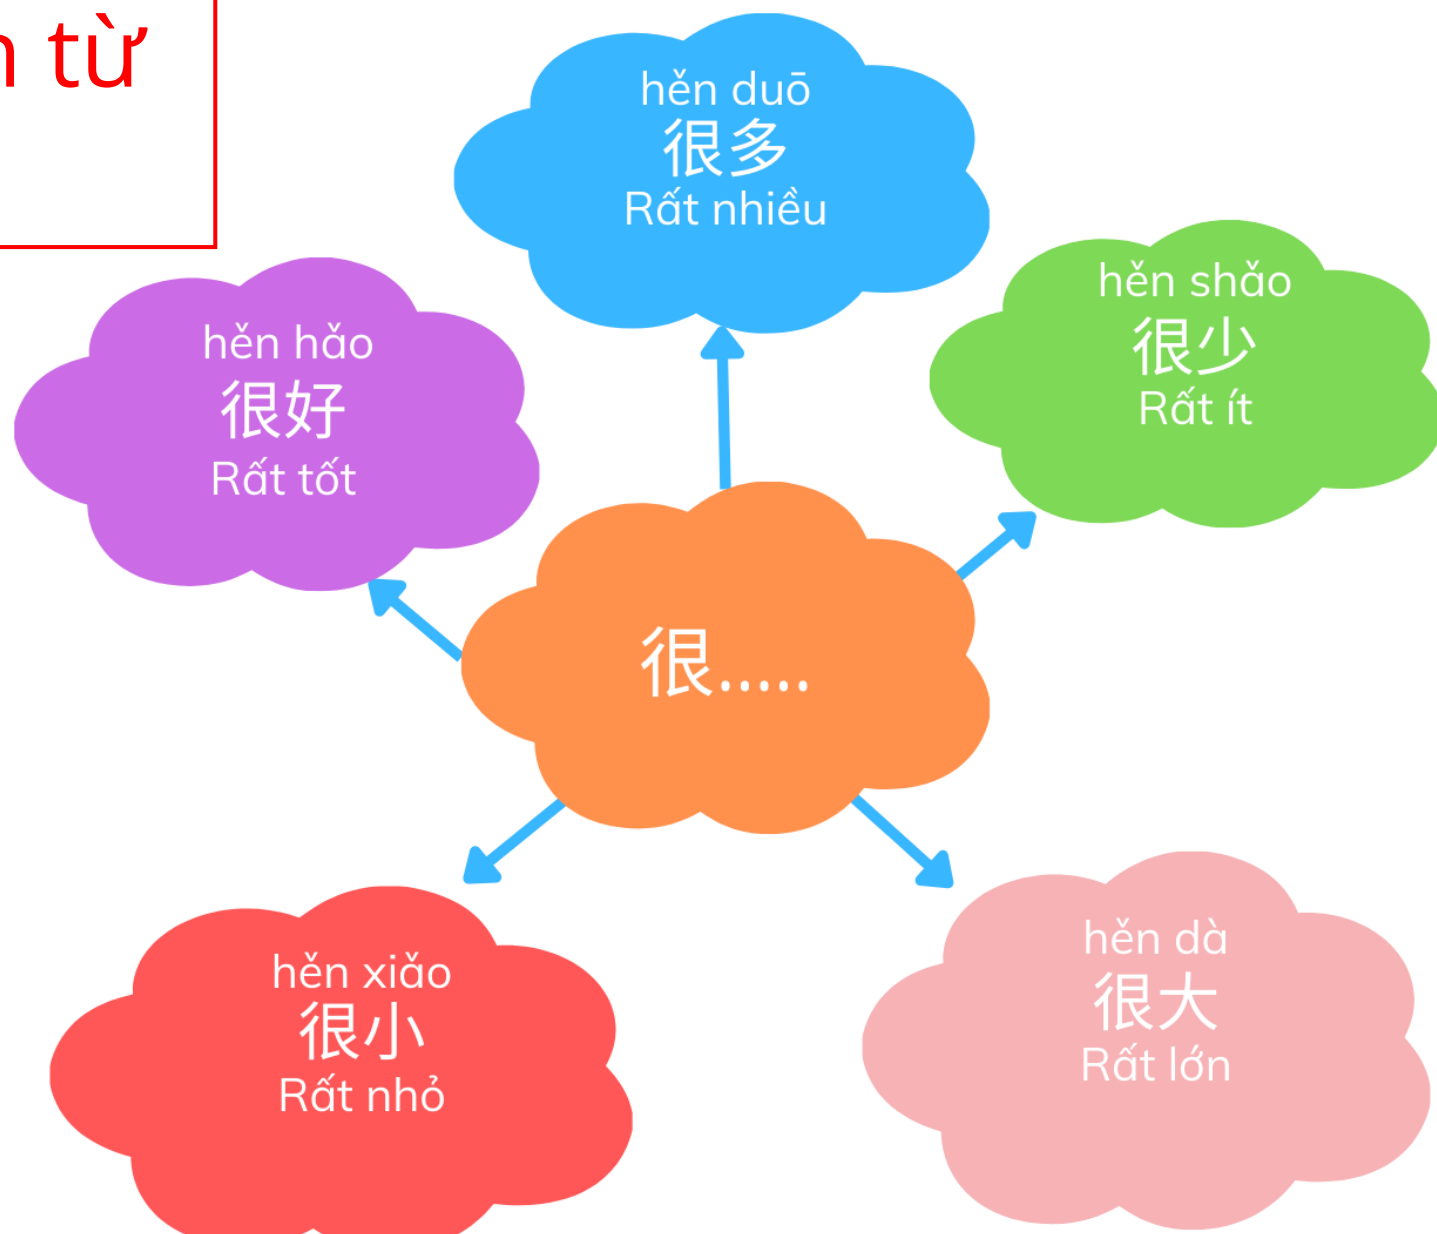 từ
hěn duō
很多
Rất nhiều
hěn shǎo
很少
Rất ít
hěn hǎo
很好
Rất tốt
很.....
hěn xiǎo
很小
Rất nhỏ
hěn dà
很大
Rất lớn